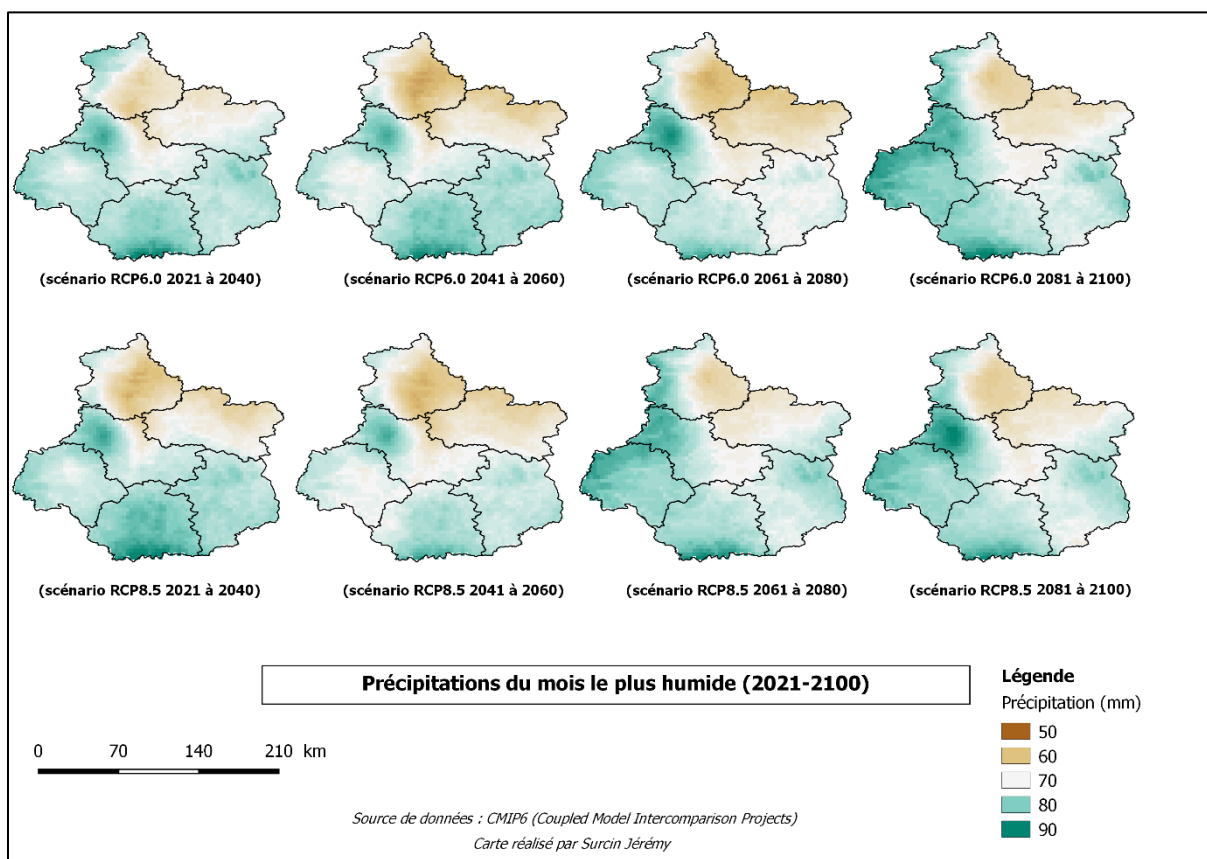 (scénario RCP6.0 2021 à 2040)
(scénario RCP6.0 2041 à 2060)
(scénario RCP6.0 2061 à 2080)
(scénario RCP6.0 2081 à 2100)
(scénario RCP8.5 2021 à 2040)
(scénario RCP8.5 2041 à 2060)
(scénario RCP8.5 2061 à 2080)
(scénario RCP8.5 2081 à 2100)
Précipitations du mois le plus humide (2021-2100)
0 70 140 210 km
Légende
Précipitation (mm)
50
60
70
80
90
Source de données : CMIP6 (Coupled Model Intercomparison Projects)
Carte réalisé par Surcin Jérémy